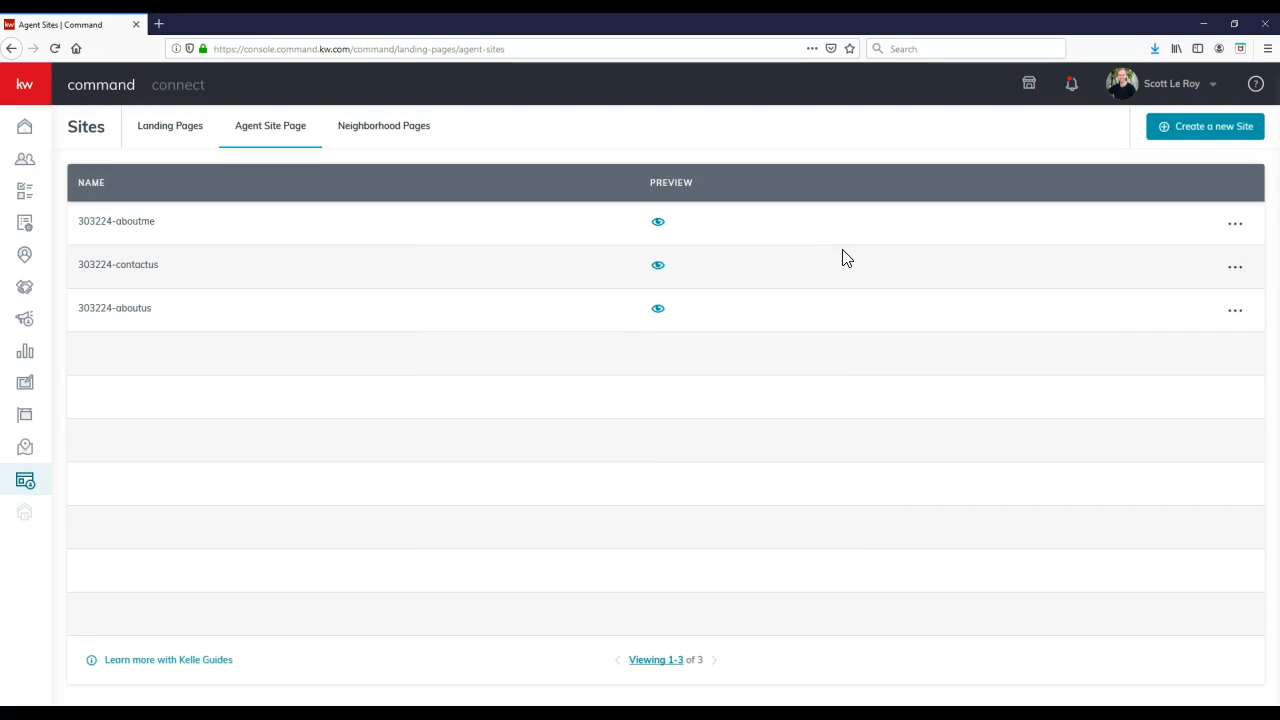 kw Agent Sites | Command
https://console.command.kw.com/command/landing-pages/agent-sites
Search
kw
command connect
Scott Le Roy
Sites
Landing Pages
Agent Site Page
Neighborhood Pages
Create a new Site
NAME
PREVIEW
303224-aboutme
303224-contactus
303224-aboutus
Learn more with Kelle Guides
Viewing 1-3 of 3